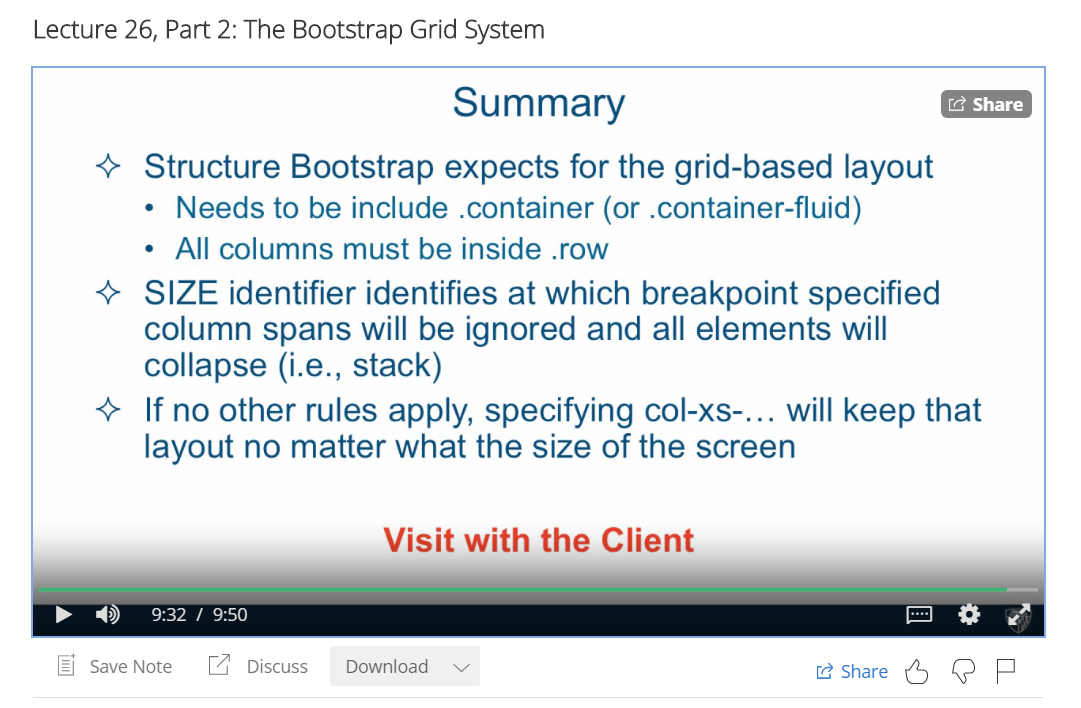 Lecture 26, Part 2: The Bootstrap Grid System
Summary
Share
Structure Bootstrap expects for the grid-based layout
• Needs to be include .container (or .container-fluid)
• All columns must be inside .row
SIZE identifier identifies at which breakpoint specified
column spans will be ignored and all elements will
collapse (i.e., stack)
If no other rules apply, specifying col-xs-… will keep that
layout no matter what the size of the screen
Visit with the Client
9:32 / 9:50
Save Note
Discuss
Download
Share